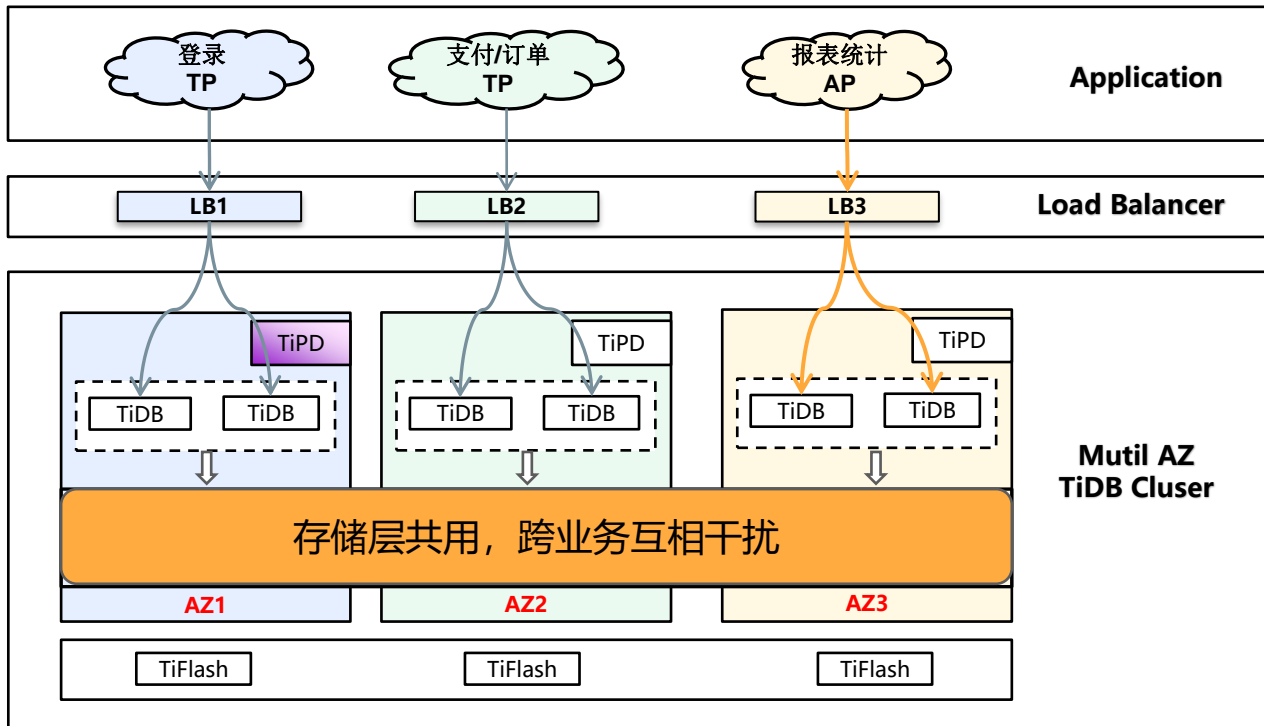 登录
TP
支付/订单
TP
报表统计
AP
Application
LB1
LB2
LB3
Load Balancer
TiPD
TiPD
TiPD
TiDB
TiDB
TiDB
TiDB
TiDB
TiDB
Mutil AZ
TiDB Cluser
存储层共用，跨业务互相干扰
AZ1
AZ2
AZ3
TiFlash
TiFlash
TiFlash